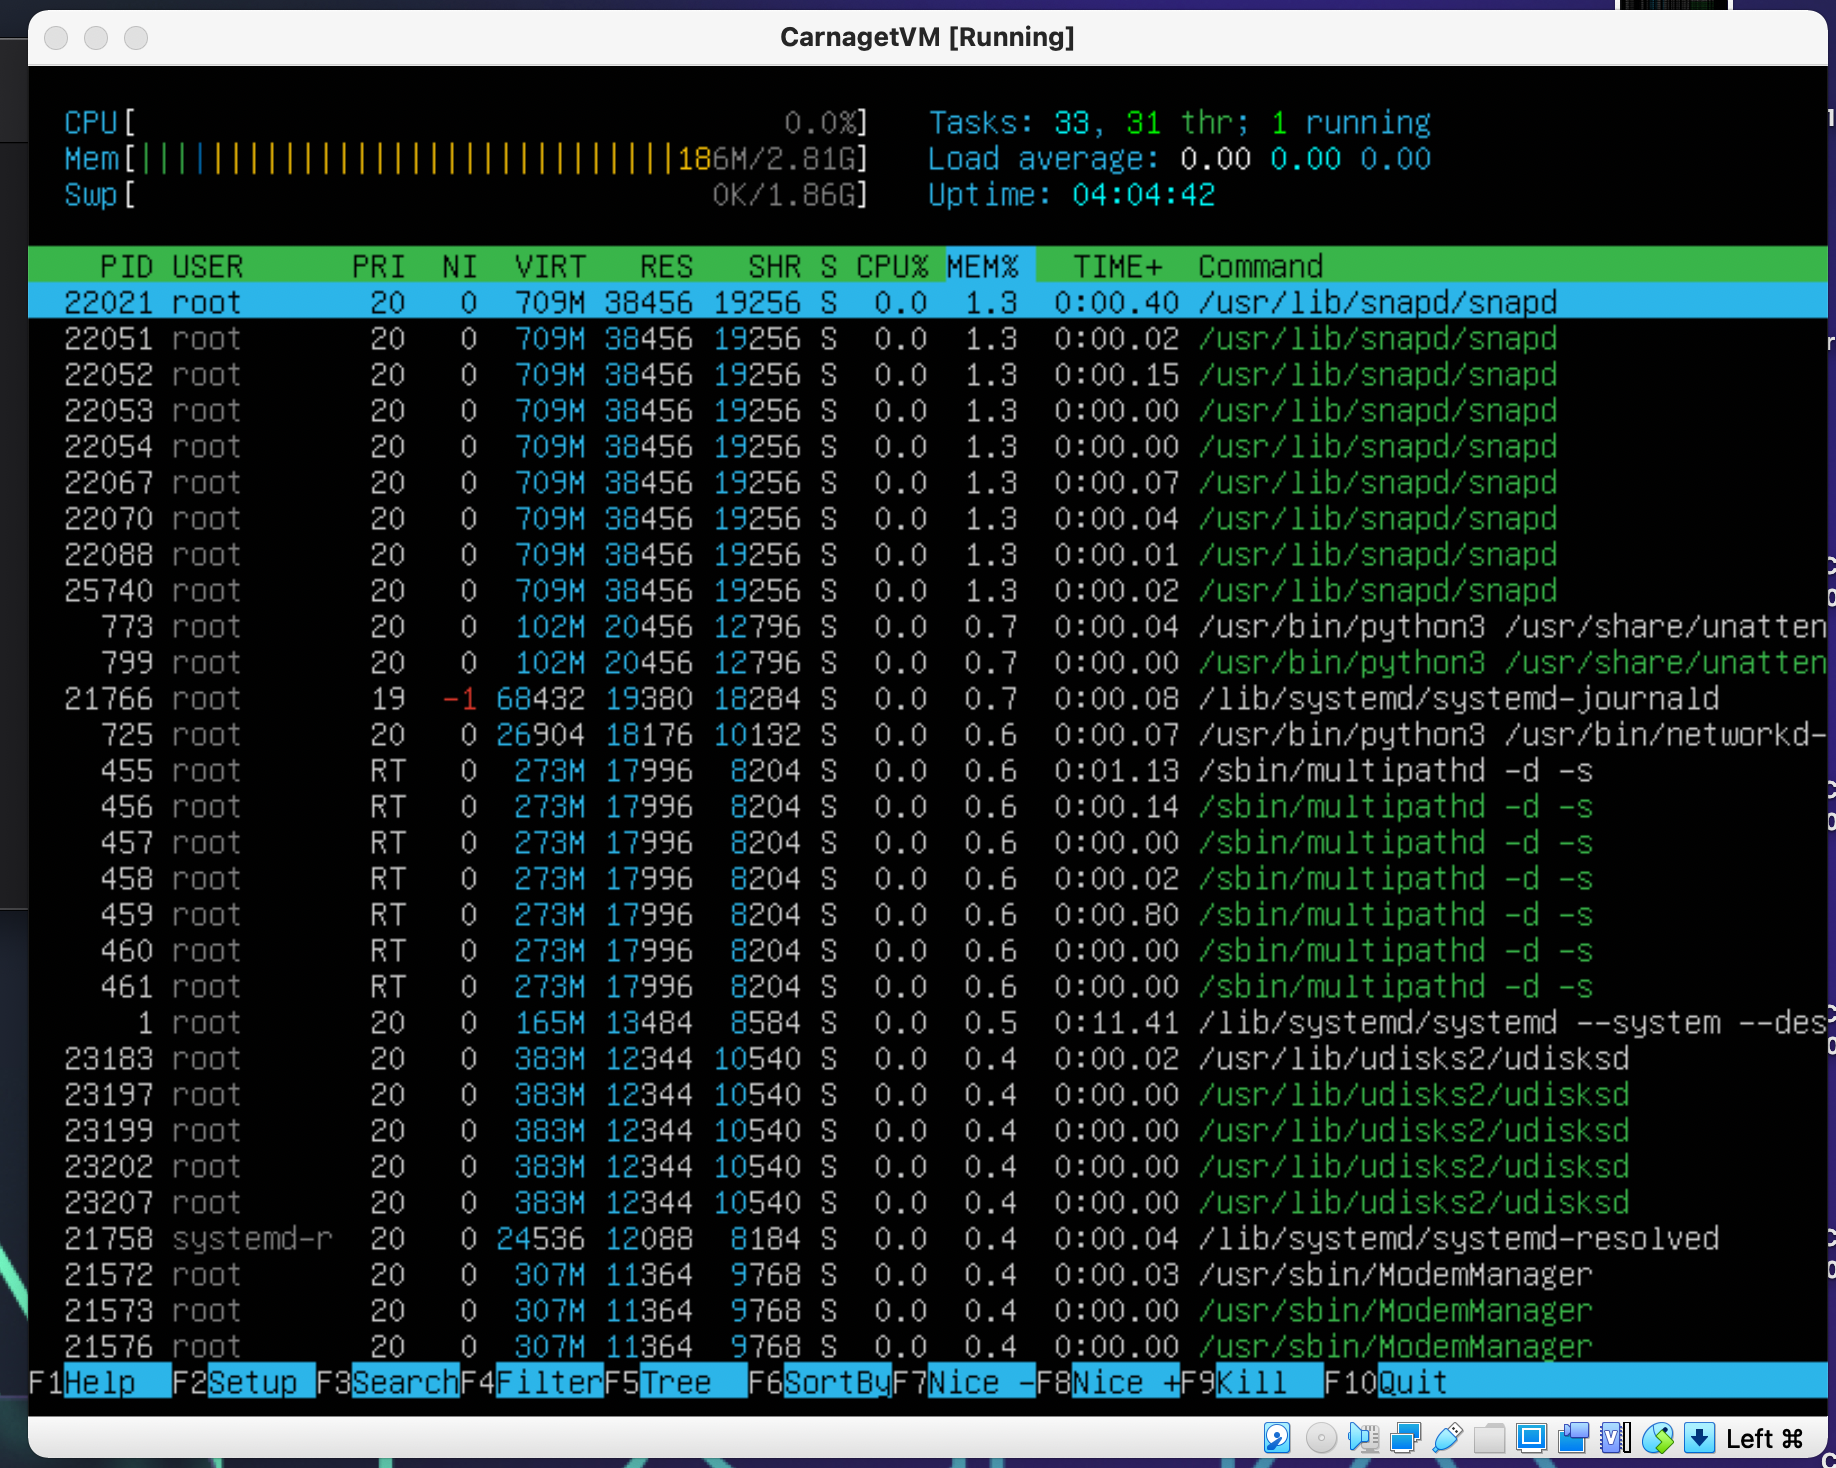 CarnagetVM [Running]
CPU[ 0.0%] Tasks: 33, 31 thr; 1 running
Mem[|||||||||||||||||||||||||||||186M/2.81G] Load average: 0.00 0.00 0.00
Swp[ 0K/1.86G] Uptime: 04:04:42
PID USER PRI NI VIRT RES SHR S CPU% MEM% TIME+ Command
22021 root 20 0 709M 38456 19256 S 0.0 1.3 0:00.40 /usr/lib/snapd/snapd
22051 root 20 0 709M 38456 19256 S 0.0 1.3 0:00.02 /usr/lib/snapd/snapd
22052 root 20 0 709M 38456 19256 S 0.0 1.3 0:00.15 /usr/lib/snapd/snapd
22053 root 20 0 709M 38456 19256 S 0.0 1.3 0:00.00 /usr/lib/snapd/snapd
22054 root 20 0 709M 38456 19256 S 0.0 1.3 0:00.00 /usr/lib/snapd/snapd
22067 root 20 0 709M 38456 19256 S 0.0 1.3 0:00.07 /usr/lib/snapd/snapd
22070 root 20 0 709M 38456 19256 S 0.0 1.3 0:00.04 /usr/lib/snapd/snapd
22088 root 20 0 709M 38456 19256 S 0.0 1.3 0:00.01 /usr/lib/snapd/snapd
25740 root 20 0 709M 38456 19256 S 0.0 1.3 0:00.02 /usr/lib/snapd/snapd
773 root 20 0 102M 20456 12796 S 0.0 0.7 0:00.04 /usr/bin/python3 /usr/share/unatten
799 root 20 0 102M 20456 12796 S 0.0 0.7 0:00.00 /usr/bin/python3 /usr/share/unatten
21766 root 19 -1 68432 19380 18284 S 0.0 0.7 0:00.08 /lib/systemd/systemd-journald
725 root 20 0 26904 18176 10132 S 0.0 0.6 0:00.07 /usr/bin/python3 /usr/bin/networkd-
455 root RT 0 273M 17996 8204 S 0.0 0.6 0:01.13 /sbin/multipathd -d -s
456 root RT 0 273M 17996 8204 S 0.0 0.6 0:00.14 /sbin/multipathd -d -s
457 root RT 0 273M 17996 8204 S 0.0 0.6 0:00.00 /sbin/multipathd -d -s
458 root RT 0 273M 17996 8204 S 0.0 0.6 0:00.02 /sbin/multipathd -d -s
459 root RT 0 273M 17996 8204 S 0.0 0.6 0:00.80 /sbin/multipathd -d -s
460 root RT 0 273M 17996 8204 S 0.0 0.6 0:00.00 /sbin/multipathd -d -s
461 root RT 0 273M 17996 8204 S 0.0 0.6 0:00.00 /sbin/multipathd -d -s
1 root 20 0 165M 13484 8584 S 0.0 0.5 0:11.41 /lib/systemd/systemd --system --des
23183 root 20 0 383M 12344 10540 S 0.0 0.4 0:00.02 /usr/lib/udisks2/udisksd
23197 root 20 0 383M 12344 10540 S 0.0 0.4 0:00.00 /usr/lib/udisks2/udisksd
23199 root 20 0 383M 12344 10540 S 0.0 0.4 0:00.00 /usr/lib/udisks2/udisksd
23202 root 20 0 383M 12344 10540 S 0.0 0.4 0:00.00 /usr/lib/udisks2/udisksd
23207 root 20 0 383M 12344 10540 S 0.0 0.4 0:00.00 /usr/lib/udisks2/udisksd
21758 systemd-r 20 0 24536 12088 8184 S 0.0 0.4 0:00.04 /lib/systemd/systemd-resolved
21572 root 20 0 307M 11364 9768 S 0.0 0.4 0:00.03 /usr/sbin/ModemManager
21573 root 20 0 307M 11364 9768 S 0.0 0.4 0:00.00 /usr/sbin/ModemManager
21576 root 20 0 307M 11364 9768 S 0.0 0.4 0:00.00 /usr/sbin/ModemManager
F1Help F2Setup F3SearchF4FilterF5Tree F6SortByF7Nice -F8Nice +F9Kill F10Quit
Left ⌘